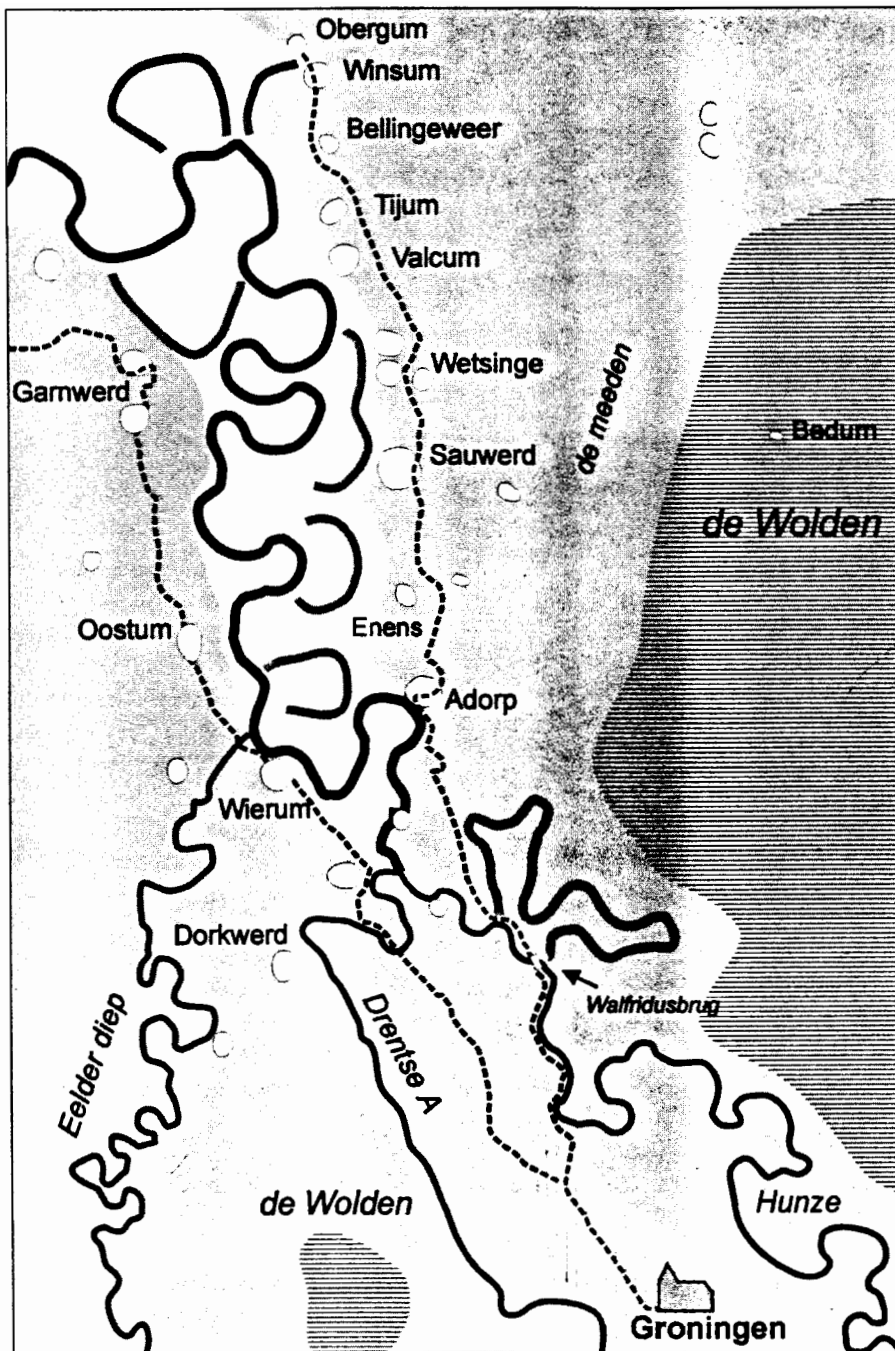 Obergum
Winsum
Bellingeweer
Tijum
Valcum
Wetsinge
Garnwerd
de meeden
Bedum
Sauwerd
de Wolden
Oostum
Enens
Adorp
Wierum
Dorkwerd
Walfridusbrug
Drentse A
Eelder diep
de Wolden
Hunze
Groningen